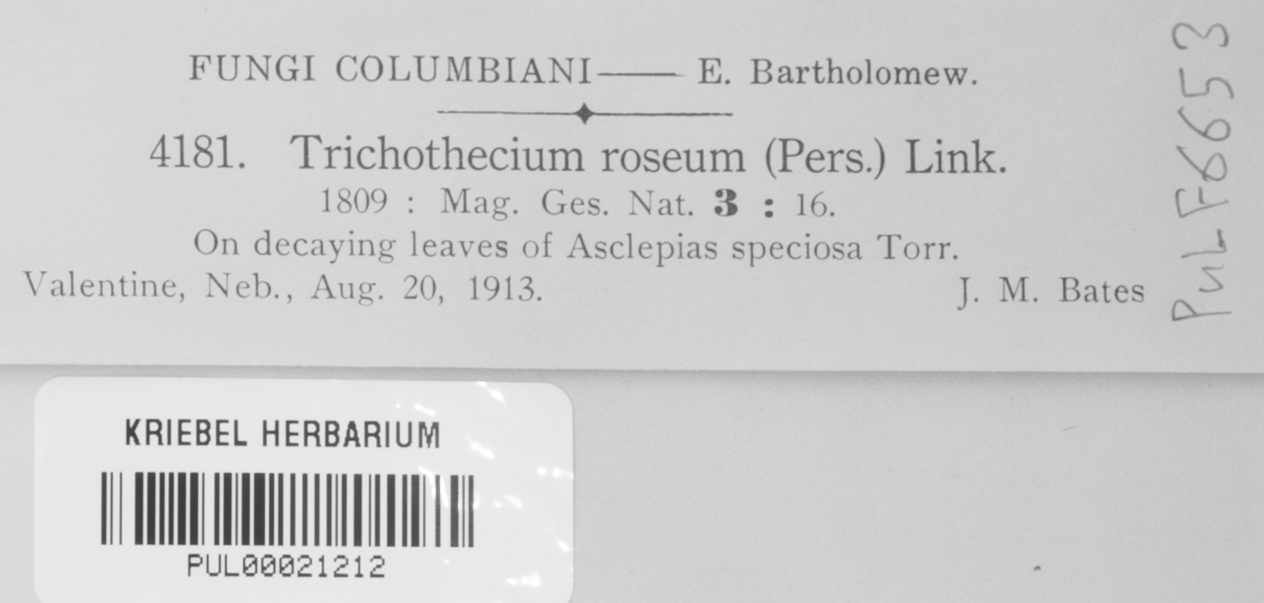 FUNGI COLUMBIANI—— E. Bartholomew.
4181. Trichothecium roseum (Pers.) Link.
1809 : Mag. Ges. Nat. 3 : 16.
On decaying leaves of Asclepias speciosa Torr.
Valentine, Neb., Aug. 20, 1913. J. M. Bates
PUL F6653
KRIEBEL HERBARIUM
PUL00021212